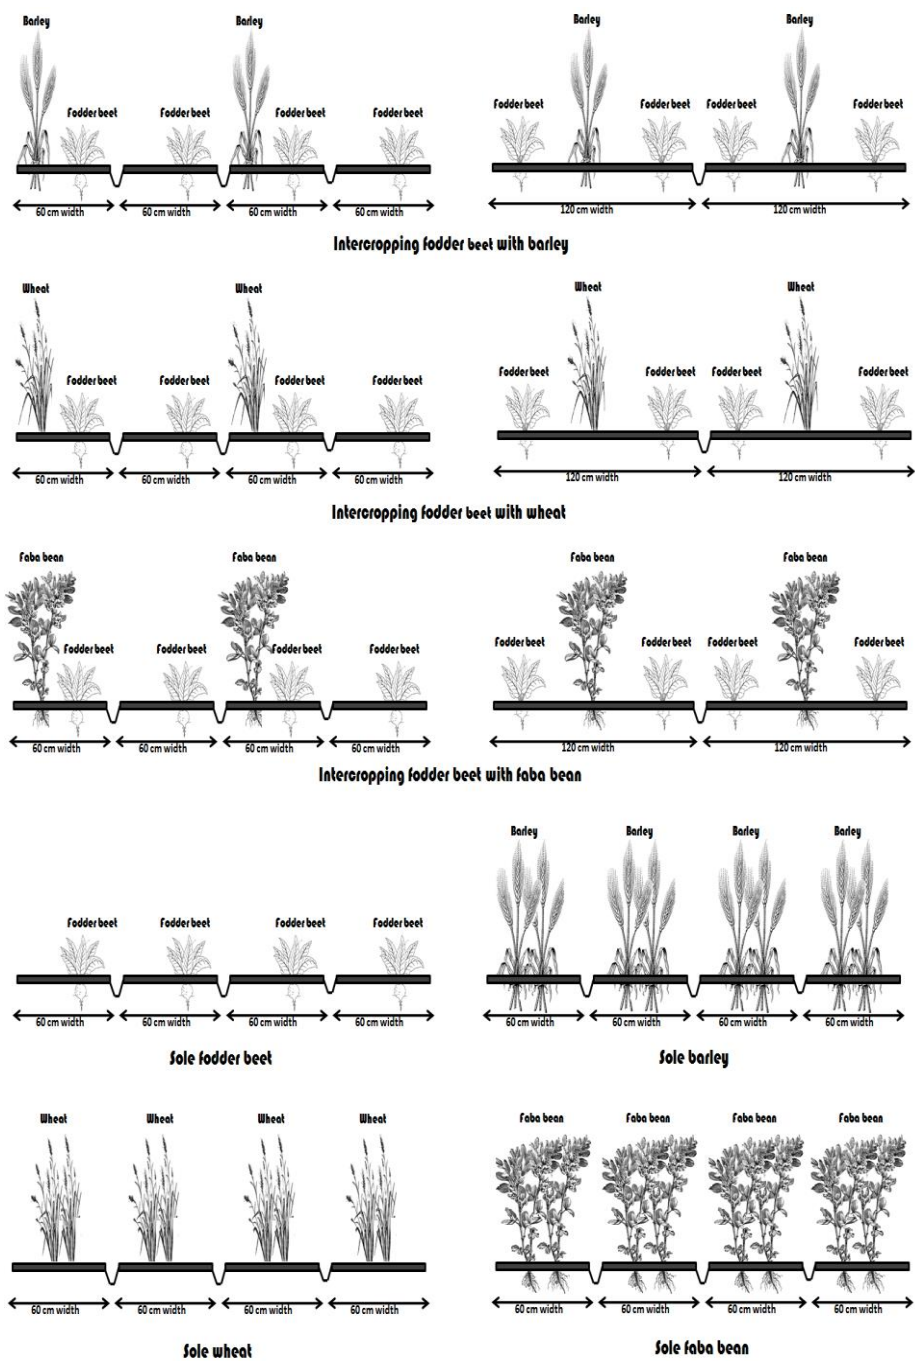 Barley Barley Barley Barley
Fodder beet Fodder beet Fodder beet Fodder beet Fodder beet Fodder beet Fodder beet Fodder beet
60 cm width 60 cm width 60 cm width 60 cm width 120 cm width 120 cm width
Intercropping fodder beet with barley
Wheat Wheat Wheat Wheat
Fodder beet Fodder beet Fodder beet Fodder beet Fodder beet Fodder beet Fodder beet Fodder beet
60 cm width 60 cm width 60 cm width 60 cm width 120 cm width 120 cm width
Intercropping fodder beet with wheat
Faba bean Faba bean Faba bean Faba bean
Fodder beet Fodder beet Fodder beet Fodder beet Fodder beet Fodder beet Fodder beet Fodder beet
60 cm width 60 cm width 60 cm width 60 cm width 120 cm width 120 cm width
Intercropping fodder beet with faba bean
Barley Barley Barley Barley
Fodder beet Fodder beet Fodder beet Fodder beet
60 cm width 60 cm width 60 cm width 60 cm width 60 cm width 60 cm width 60 cm width 60 cm width
Sole fodder beet Sole barley
Wheat Wheat Wheat Wheat Faba bean Faba bean Faba bean Faba bean
60 cm width 60 cm width 60 cm width 60 cm width 60 cm width 60 cm width 60 cm width 60 cm width
Sole wheat Sole faba bean